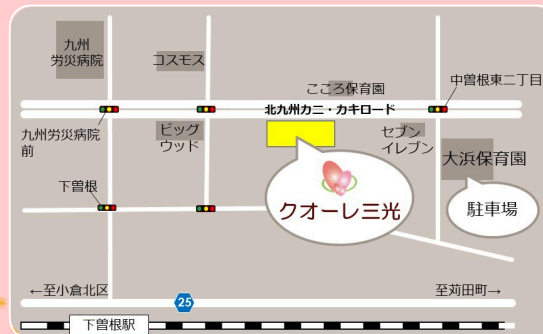 九州
労災病院
コスモス
こころ保育園
中曽根東二丁目
北九州カニ・カキロード
九州労災病院
前
ビッグ
ウッド
セブン
イレブン
大浜保育園
下曽根
クオーレ三光
駐車場
←至小倉北区
25
至苅田町→
下曽根駅